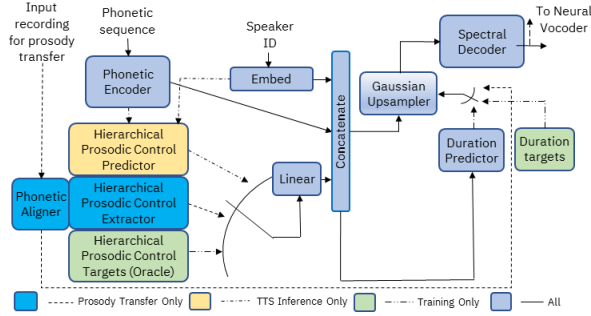 Input
recording
for prosody
transfer
Phonetic
sequence
Speaker
ID
To Neural
Vocoder
Phonetic
Encoder
Embed
Concatenate
Gaussian
Upsampler
Spectral
Decoder
Hierarchical
Prosodic Control
Predictor
Phonetic
Aligner
Hierarchical
Prosodic Control
Extractor
Linear
Duration
Predictor
Duration
targets
Hierarchical
Prosodic Control
Targets (Oracle)
Prosody Transfer Only
TTS Inference Only
Training Only
All